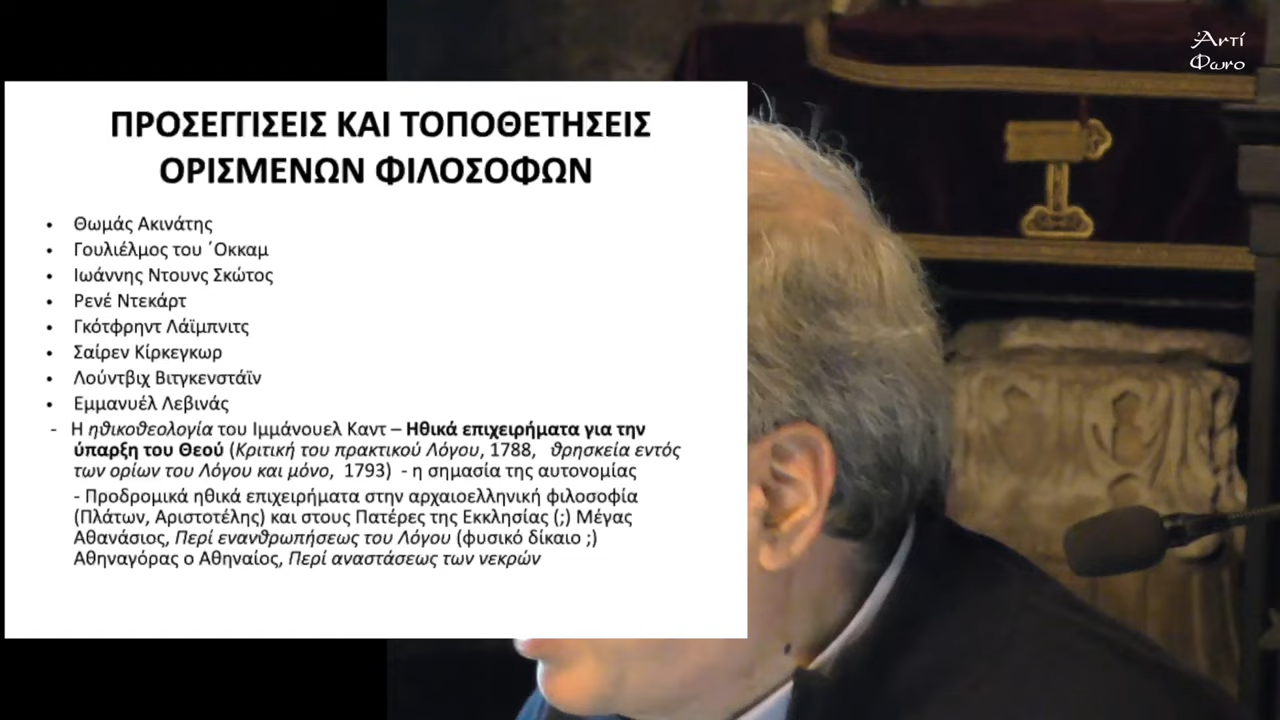 Ἀντί
Φωνο
ΠΡΟΣΕΓΓΙΣΕΙΣ ΚΑΙ ΤΟΠΟΘΕΤΗΣΕΙΣ
ΟΡΙΣΜΕΝΩΝ ΦΙΛΟΣΟΦΩΝ
• Θωμάς Ακινάτης
• Γουλιέλμος του ΄Οκκαμ
• Ιωάννης Ντουνς Σκώτος
• Ρενέ Ντεκάρτ
• Γκότφρηντ Λάϊμπνιτς
• Σαίρεν Κίρκεγκωρ
• Λούντβιχ Βιτγκενστάϊν
• Εμμανυέλ Λεβινάς
- Η ηθικοθεολογία του Ιμμάνουελ Καντ – Ηθικά επιχειρήματα για την
ύπαρξη του Θεού (Κριτική του πρακτικού Λόγου, 1788, θρησκεία εντός
των ορίων του Λόγου και μόνο, 1793) - η σημασία της αυτονομίας
- Προδρομικά ηθικά επιχειρήματα στην αρχαιοελληνική φιλοσοφία
(Πλάτων, Αριστοτέλης) και στους Πατέρες της Εκκλησίας (;) Μέγας
Αθανάσιος, Περί ενανθρωπήσεως του Λόγου (φυσικό δίκαιο ;)
Αθηναγόρας ο Αθηναίος, Περί αναστάσεως των νεκρών